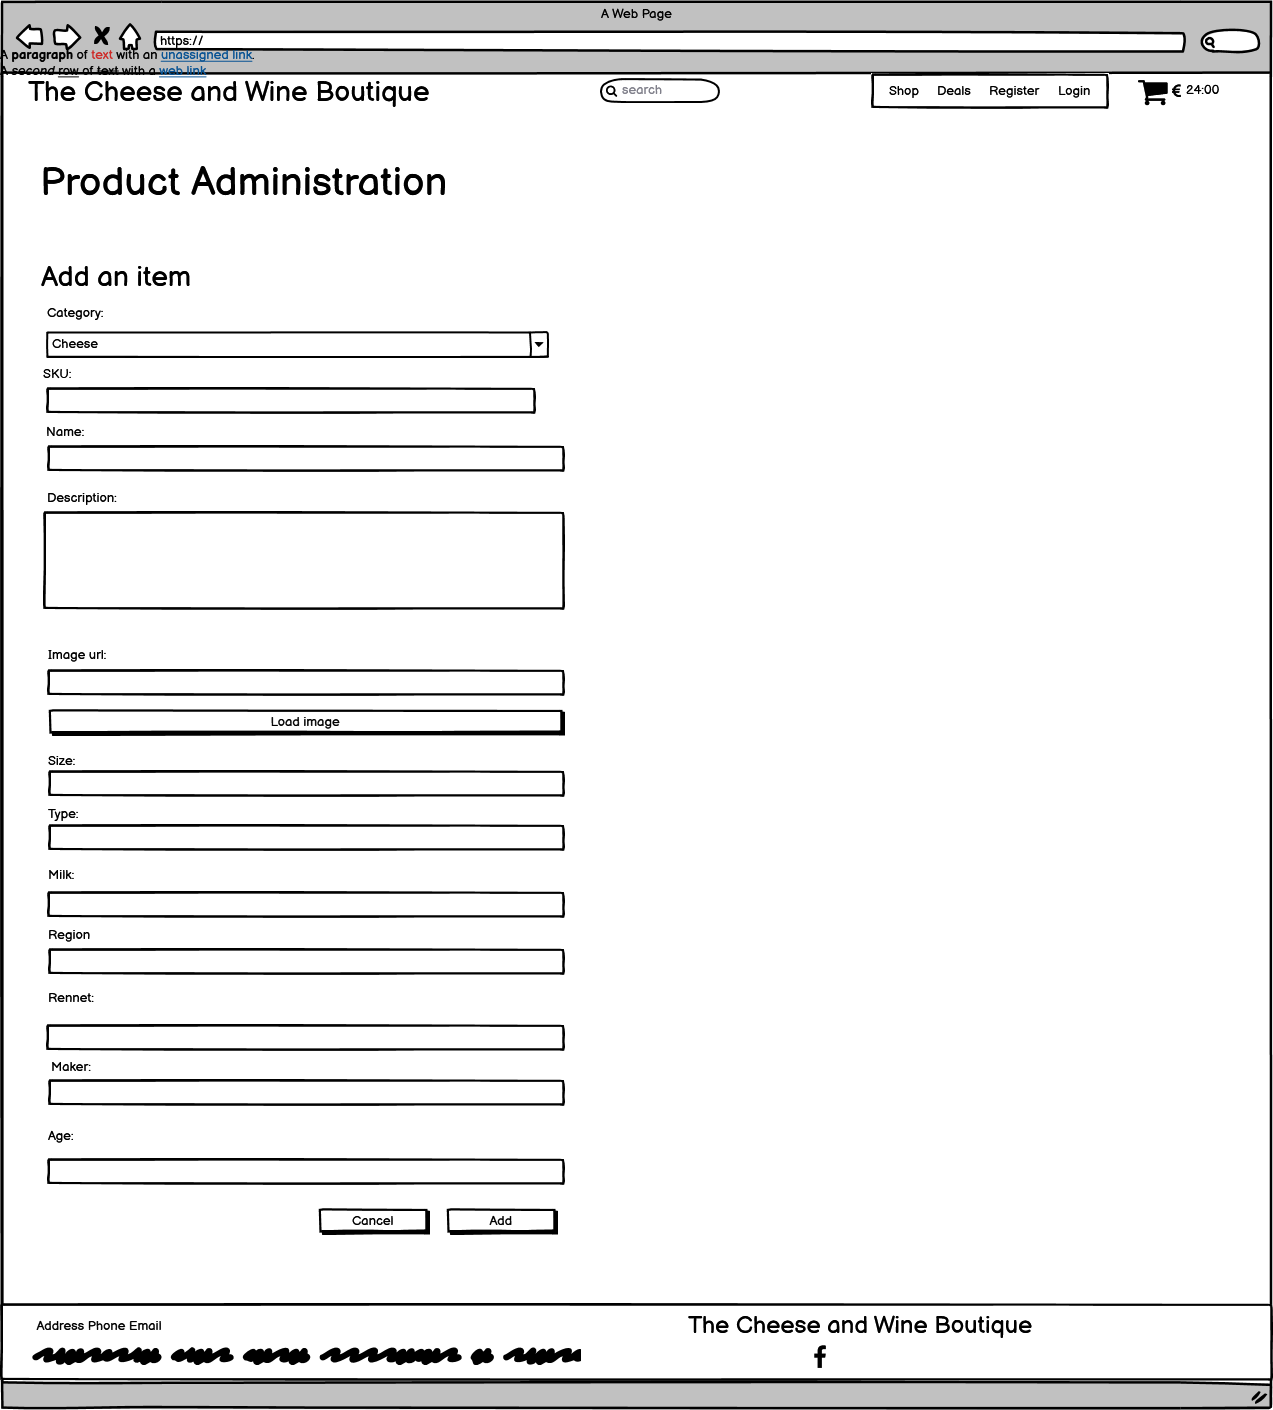 A Web Page
https://
A paragraph of text with an unassigned link.
A second row of text with a web link
The Cheese and Wine Boutique
search
Shop Deals Register Login
€ 24:00
Product Administration
Add an item
Category:
Cheese
SKU:
Name:
Description:
Image url:
Load image
Size:
Type:
Milk:
Region
Rennet:
Maker:
Age:
Cancel Add
Address Phone Email
The Cheese and Wine Boutique
f